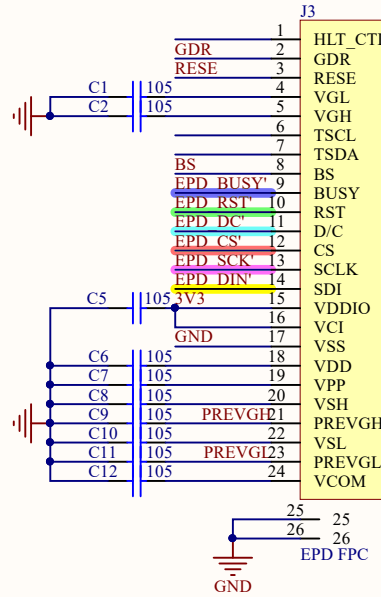 J3
1 HLT_CTL
GDR 2 GDR
RESE 3 RESE
C1 105 4 VGL
C2 105 5 VGH
6 TSCL
7 TSDA
BS 8 BS
EPD_BUSY' 9 BUSY
EPD_RST' 10 RST
EPD_DC' 11 D/C
EPD_CS' 12 CS
EPD_SCK' 13 SCLK
EPD_DIN' 14 SDI
C5 105 3V3 15 VDDIO
16 VCI
GND 17 VSS
C6 105 18 VDD
C7 105 19 VPP
C8 105 20 VSH
C9 105 PREVGH 21 PREVGH
C10 105 22 VSL
C11 105 PREVGL 23 PREVGL
C12 105 24 VCOM
25 25
26 26
EPD FPC
GND